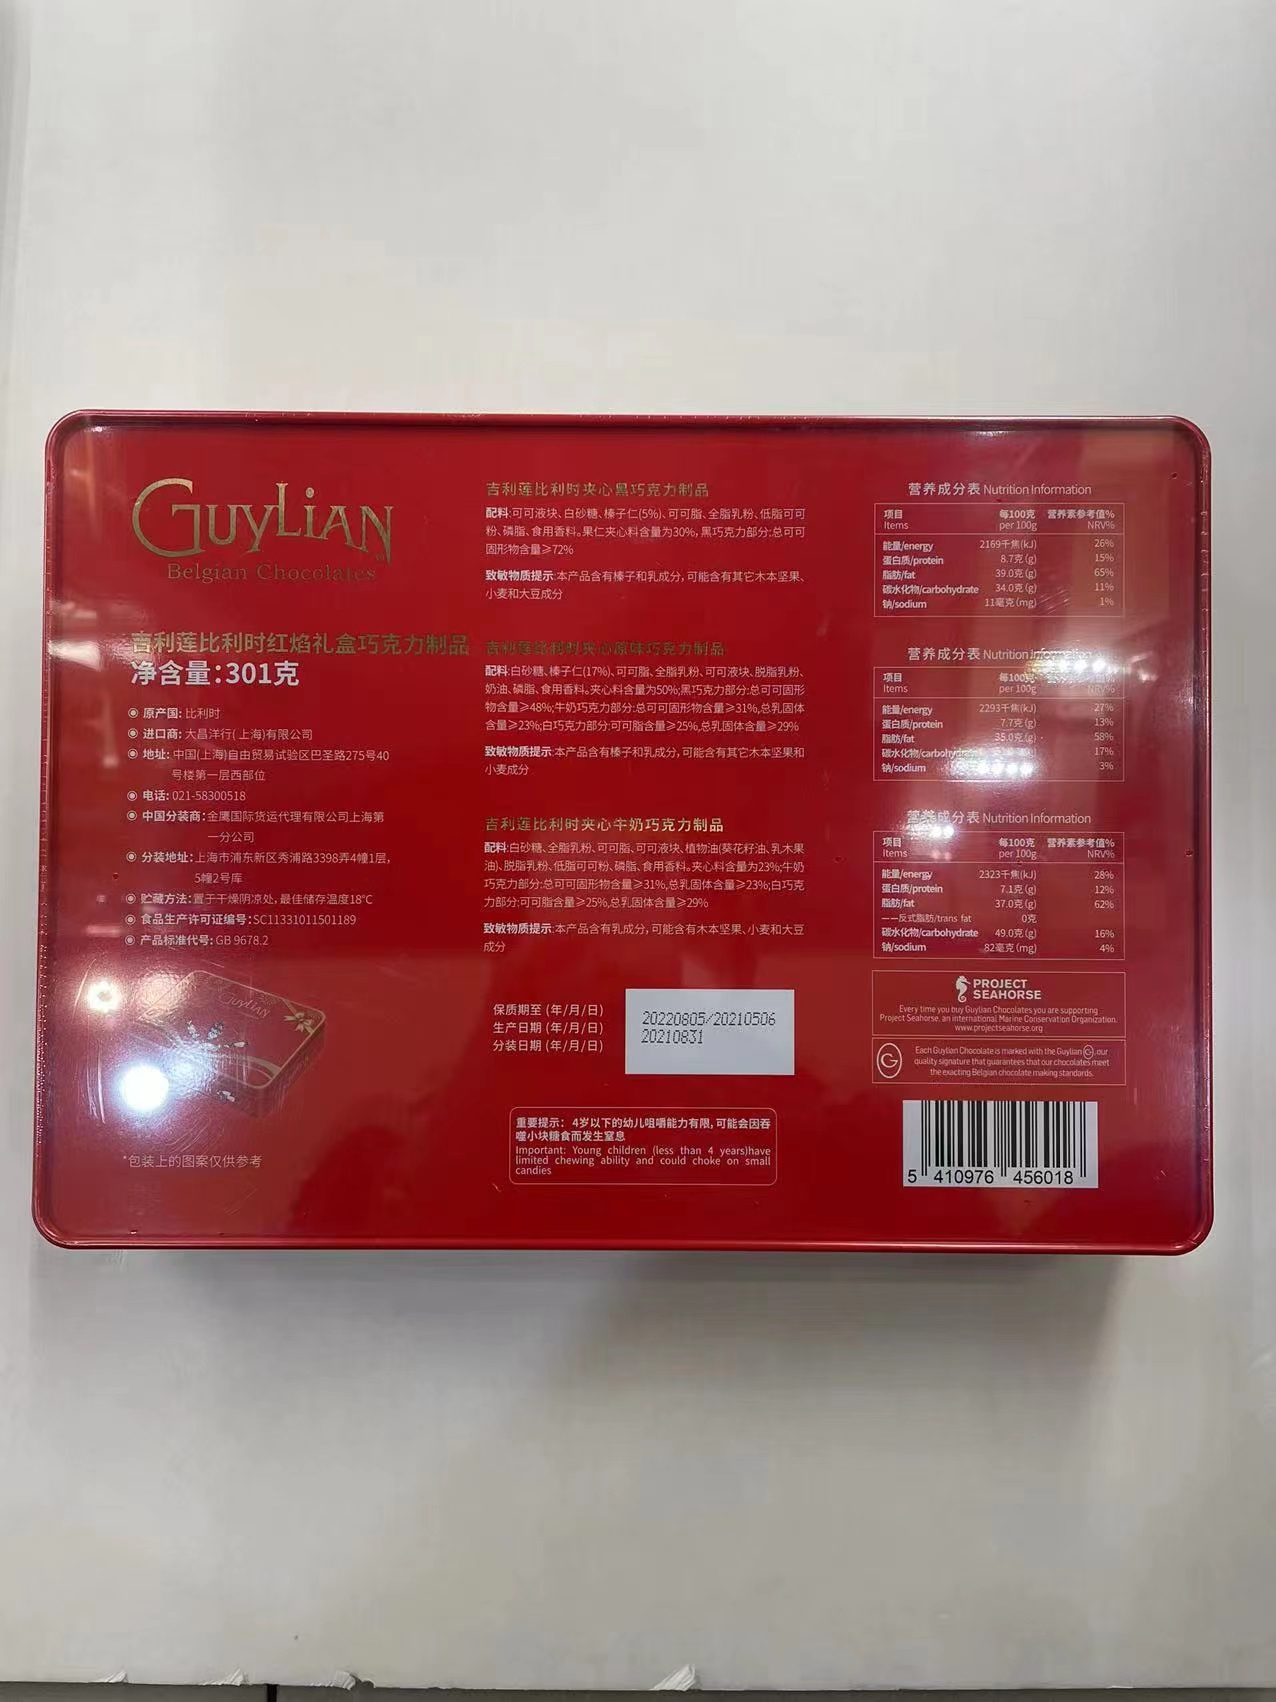 GUYLIAN
Belgian Chocolates
吉利莲比利时红焰礼盒巧克力制品
净含量:301克
◉ 原产国: 比利时
◉ 进口商: 大昌洋行(上海)有限公司
◉ 地址: 中国(上海)自由贸易试验区巴圣路275号40
号楼第一层西部位
◉ 电话: 021-58300518
◉ 中国分装商: 金鹰国际货运代理有限公司上海第
一分公司
◉ 分装地址: 上海市浦东新区秀浦路3398弄4幢1层,
5幢2号库
◉ 贮藏方法: 置于干燥阴凉处, 最佳储存温度18°C
◉ 食品生产许可证编号: SC11331011501189
◉ 产品标准代号: GB 9678.2
GUYLIAN
*包装上的图案仅供参考
吉利莲比利时夹心黑巧克力制品
配料:可可液块、白砂糖、榛子仁(5%)、可可脂、全脂乳粉、低脂可可
粉、磷脂、食用香料。果仁夹心料含量为30%, 黑巧克力部分:总可可
固形物含量≥72%
致敏物质提示:本产品含有榛子和乳成分, 可能含有其它木本坚果、
小麦和大豆成分
吉利莲比利时夹心原味巧克力制品
配料:白砂糖、榛子仁(17%)、可可脂、全脂乳粉、可可液块、脱脂乳粉、
奶油、磷脂、食用香料。夹心料含量为50%;黑巧克力部分:总可可固形
物含量≥48%;牛奶巧克力部分:总可可固形物含量≥31%,总乳固体含
含量≥23%;白巧克力部分:可可脂含量≥25%,总乳固体含量≥29%
致敏物质提示:本产品含有榛子和乳成分, 可能含有其它木本坚果和
小麦成分
吉利莲比利时夹心牛奶巧克力制品
配料:白砂糖、全脂乳粉、可可脂、可可液块、植物油(葵花籽油、乳木果
油)、脱脂乳粉、低脂可可粉、磷脂、食用香料。夹心料含量为23%;牛奶
巧克力部分:总可可固形物含量≥31%,总乳固体含量≥23%;白巧克
力部分:可可脂含量≥25%,总乳固体含量≥29%
致敏物质提示:本产品含有乳成分, 可能含有木本坚果、小麦和大豆
成分
保质期至 (年/月/日)
生产日期 (年/月/日)
分装日期 (年/月/日)
20220805/20210506
20210831
重要提示: 4岁以下的幼儿咀嚼能力有限, 可能会因吞
噬小块糖食而发生窒息
Important: Young children (less than 4 years)have
limited chewing ability and could choke on small
candies
营养成分表 Nutrition Information
项目 每100克 营养素参考值%
Items per 100g NRV%
能量/energy 2169千焦(kJ) 26%
蛋白质/protein 8.7克(g) 15%
脂肪/fat 39.0克(g) 65%
碳水化物/carbohydrate 34.0克(g) 11%
钠/sodium 11毫克(mg) 1%
营养成分表 Nutrition Information
项目 每100克
Items per 100g NRV%
能量/energy 2293千焦(kJ) 27%
蛋白质/protein 7.7克(g) 13%
脂肪/fat 35.0克(g) 58%
碳水化物/carbohydrate 17%
钠/sodium 3%
营养成分表 Nutrition Information
项目 每100克 营养素参考值%
Items per 100g NRV%
能量/energy 2323千焦(kJ) 28%
蛋白质/protein 7.1克(g) 12%
脂肪/fat 37.0克(g) 62%
——反式脂肪/trans fat 0克
碳水化物/carbohydrate 49.0克(g) 16%
钠/sodium 82毫克(mg) 4%
PROJECT
SEAHORSE
Every time you buy Guylian Chocolates you are supporting
Project Seahorse, an international Marine Conservation Organization.
www.projectseahorse.org
G
Each Guylian Chocolate is marked with the Guylian G, our
quality signature that guarantees that our chocolates meet
the exacting Belgian chocolate making standards.
5 410976 456018